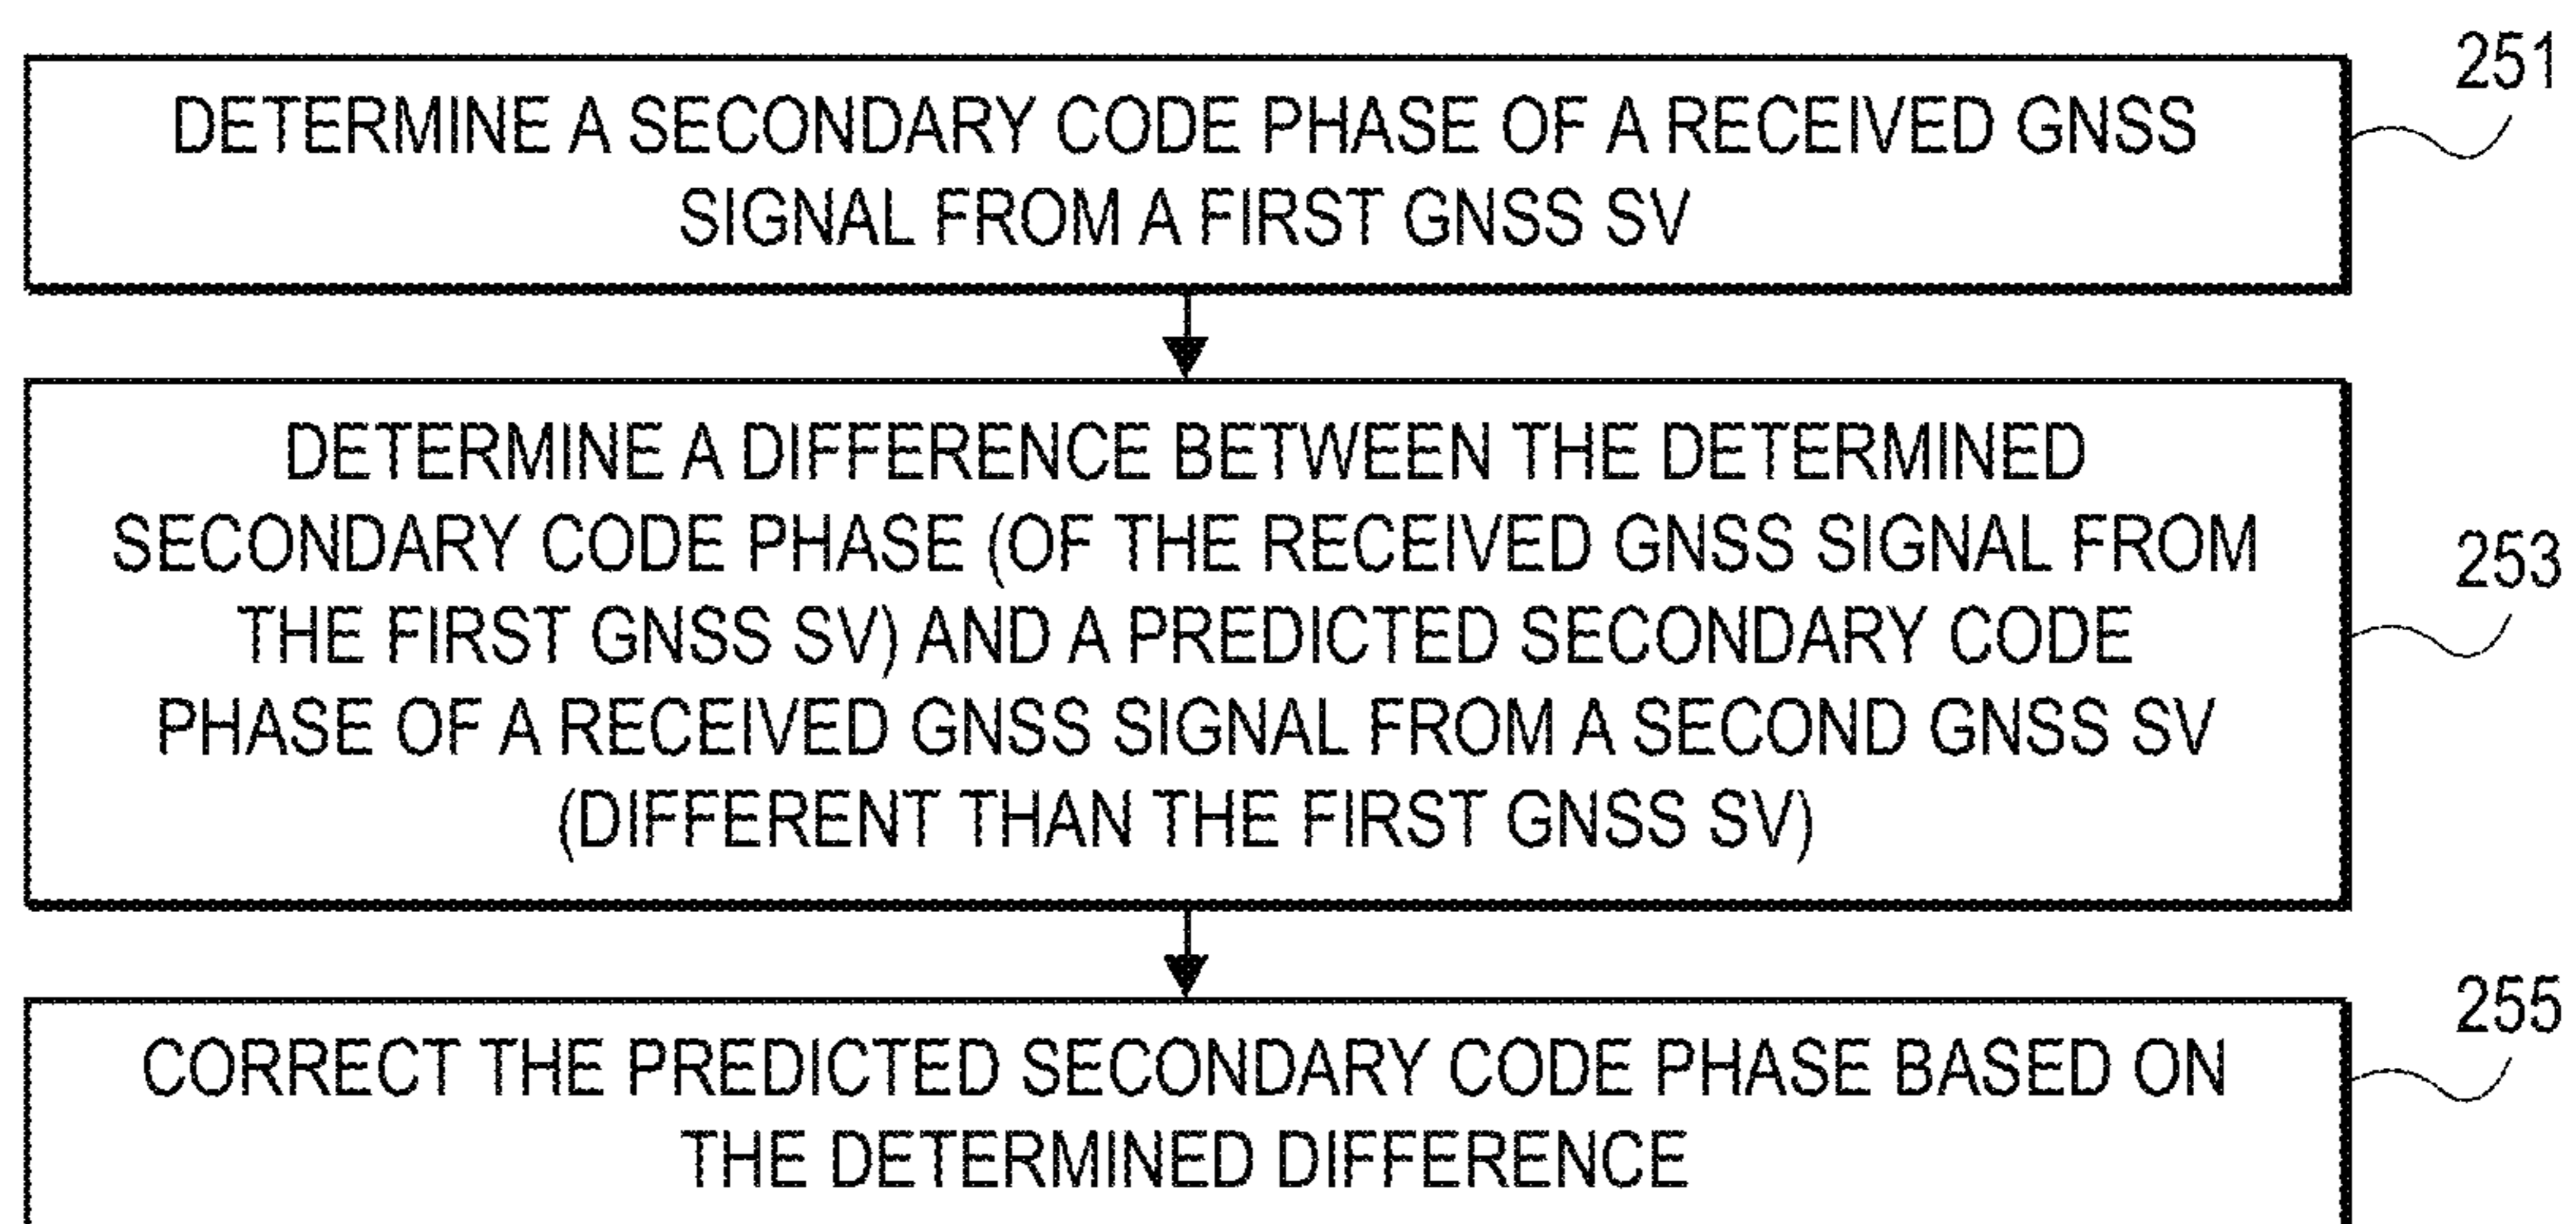 251
DETERMINE A SECONDARY CODE PHASE OF A RECEIVED GNSS
SIGNAL FROM A FIRST GNSS SV
DETERMINE A DIFFERENCE BETWEEN THE DETERMINED
SECONDARY CODE PHASE (OF THE RECEIVED GNSS SIGNAL FROM
253
THE FIRST GNSS SV) AND A PREDICTED SECONDARY CODE
PHASE OF A RECEIVED GNSS SIGNAL FROM A SECOND GNSS SV
(DIFFERENT THAN THE FIRST GNSS SV)
255
CORRECT THE PREDICTED SECONDARY CODE PHASE BASED ON
THE DETERMINED DIFFERENCE